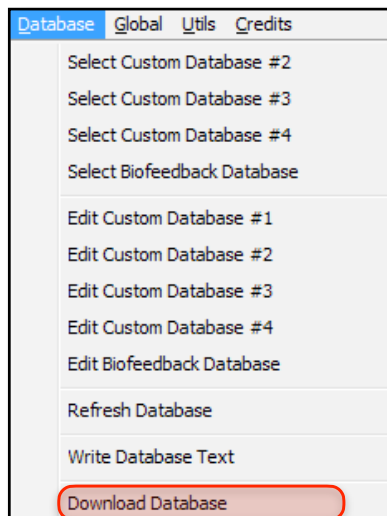 Database Global Utils Credits
Select Custom Database #2
Select Custom Database #3
Select Custom Database #4
Select Biofeedback Database
Edit Custom Database #1
Edit Custom Database #2
Edit Custom Database #3
Edit Custom Database #4
Edit Biofeedback Database
Refresh Database
Write Database Text
Download Database